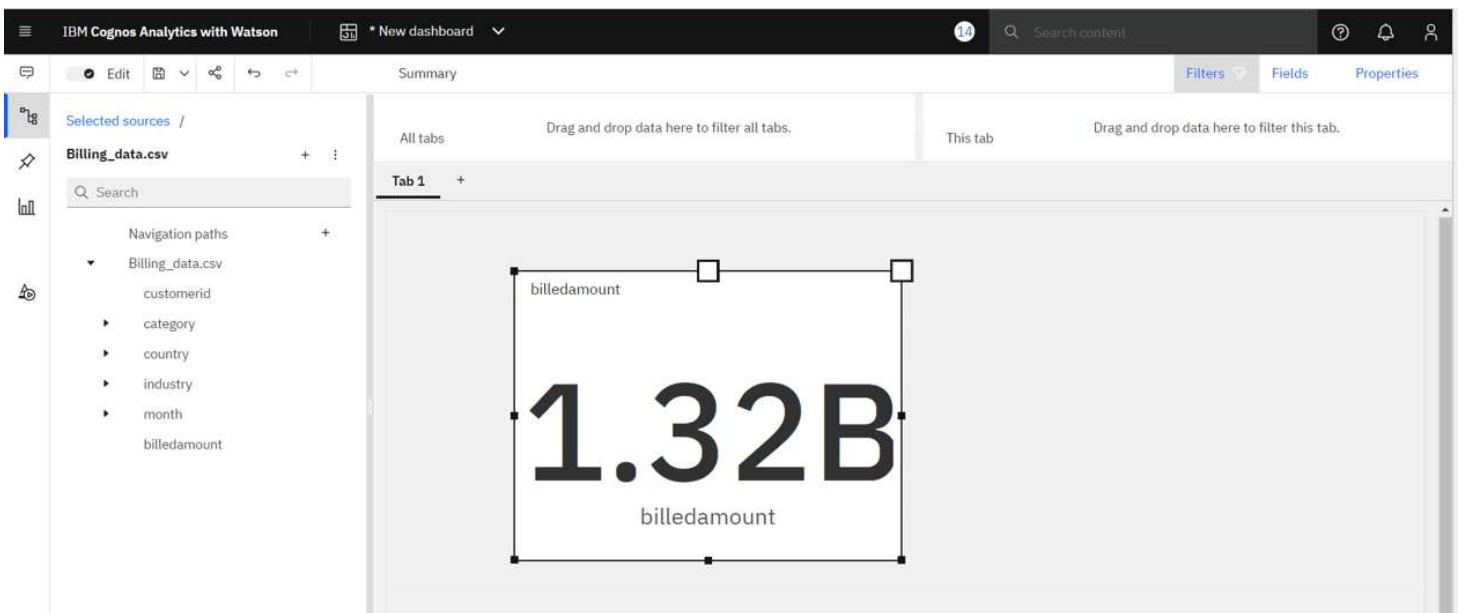 IBM Cognos Analytics with Watson
* New dashboard
14
Search content
Edit
Summary
Filters
Fields
Properties
Selected sources /
Billing_data.csv
Search
Navigation paths
Billing_data.csv
customerid
category
country
industry
month
billedamount
All tabs
Drag and drop data here to filter all tabs.
This tab
Drag and drop data here to filter this tab.
Tab 1
billedamount
1.32B
billedamount